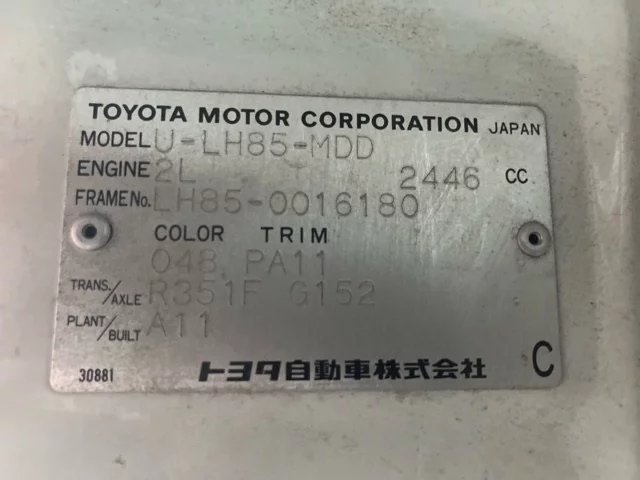 TOYOTA MOTOR CORPORATION JAPAN
MODEL U-LH85-MDD
ENGINE 2L 2446 CC
FRAME No. LH85-0016180
COLOR TRIM
048 PA11
TRANS./AXLE R351F G152
PLANT/BUILT A11
30881 トヨタ自動車株式会社 C